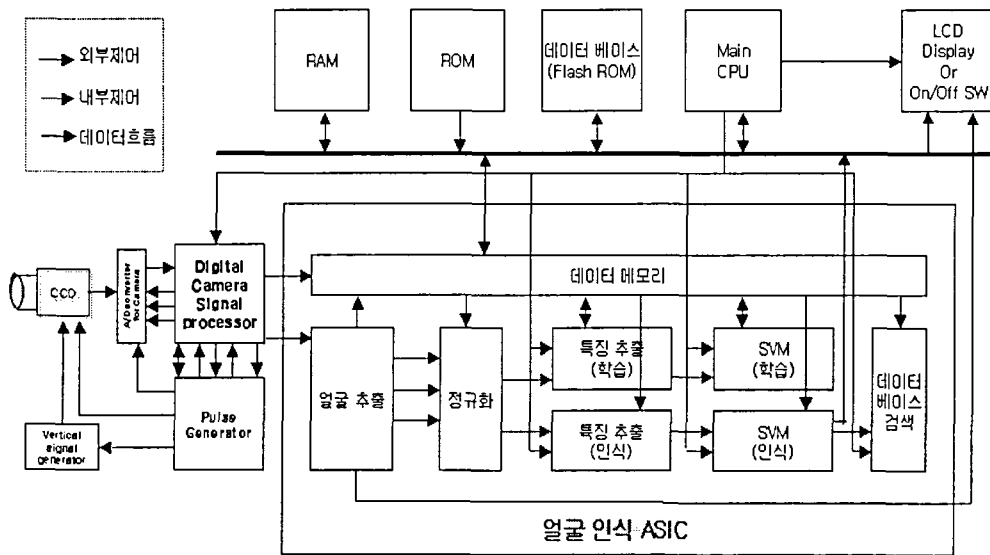 외부제어
내부제어
데이터흐름
RAM
ROM
데이터 베이스
(Flash ROM)
Main
CPU
LCD
Display
Or
On/Off SW
CCD
A/Dconverter
for Camera
Digital
Camera
Signal
processor
Pulse
Generator
Vertical
signal
generator
데이터 메모리
얼굴 추출
정규화
특징 추출
(학습)
SVM
(학습)
특징 추출
(인식)
SVM
(인식)
데이터
베이스
검색
얼굴 인식 ASIC